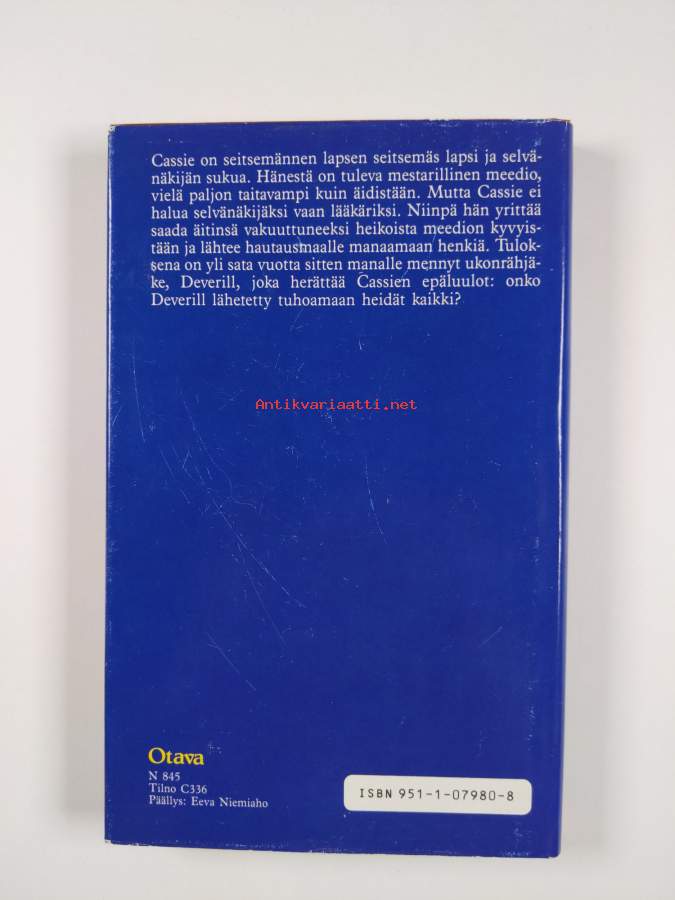 Cassie on seitsemännen lapsen seitsemäs lapsi ja selvä-
näkijän sukua. Hänestä on tuleva mestarillinen meedio,
vielä paljon taitavampi kuin äidistään. Mutta Cassie ei
halua selvänäkijäksi vaan lääkäriksi. Niinpä hän yrittää
saada äitinsä vakuuttuneeksi heikoista meedion kyvyis-
tään ja lähtee hautausmaalle manaamaan henkiä. Tulok-
sena on yli sata vuotta sitten manalle mennyt ukonrähjä-
ke, Deverill, joka herättää Cassien epäluulot: onko
Deverill lähetetty tuhoamaan heidät kaikki?
Antikvariaatti.net
Otava
N 845
Tilno C336
Päällys: Eeva Niemiaho
ISBN 951-1-07980-8